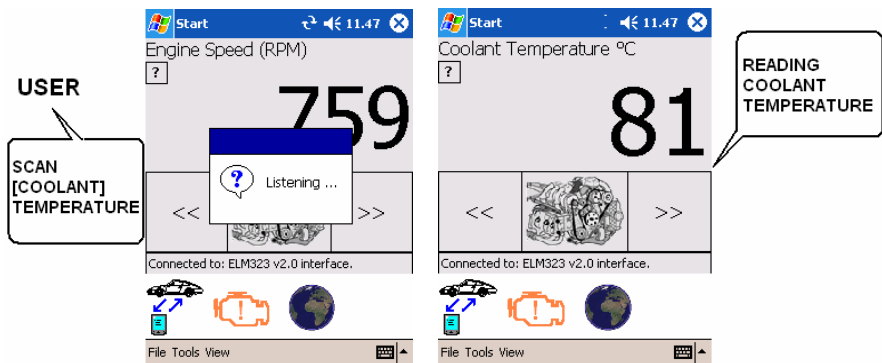 USER
SCAN
[COOLANT]
TEMPERATURE
Start 11.47
Engine Speed (RPM)
?
759
? Listening ...
<< >>
Connected to: ELM323 v2.0 interface.
File Tools View
Start 11.47
Coolant Temperature ºC
?
81
<< >>
Connected to: ELM323 v2.0 interface.
File Tools View
READING
COOLANT
TEMPERATURE